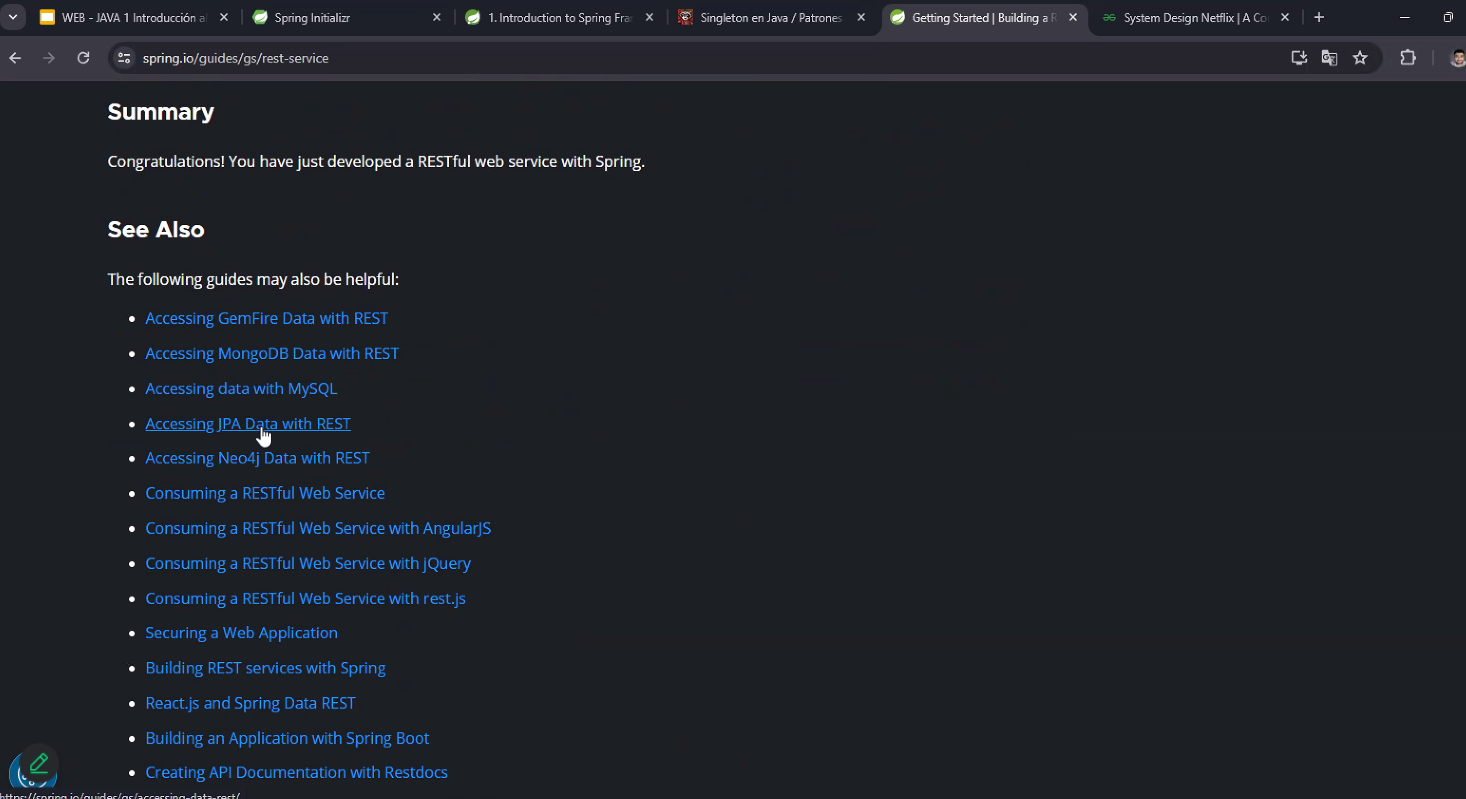 WEB - JAVA 1 Introducción al
Spring Initializr
1. Introduction to Spring Fra
Singleton en Java / Patrones
Getting Started | Building a R
System Design Netflix | A Co
spring.io/guides/gs/rest-service
Summary
Congratulations! You have just developed a RESTful web service with Spring.
See Also
The following guides may also be helpful:
Accessing GemFire Data with REST
Accessing MongoDB Data with REST
Accessing data with MySQL
Accessing JPA Data with REST
Accessing Neo4j Data with REST
Consuming a RESTful Web Service
Consuming a RESTful Web Service with AngularJS
Consuming a RESTful Web Service with jQuery
Consuming a RESTful Web Service with rest.js
Securing a Web Application
Building REST services with Spring
React.js and Spring Data REST
Building an Application with Spring Boot
Creating API Documentation with Restdocs
https://spring.io/guides/gs/accessing-data-rest/